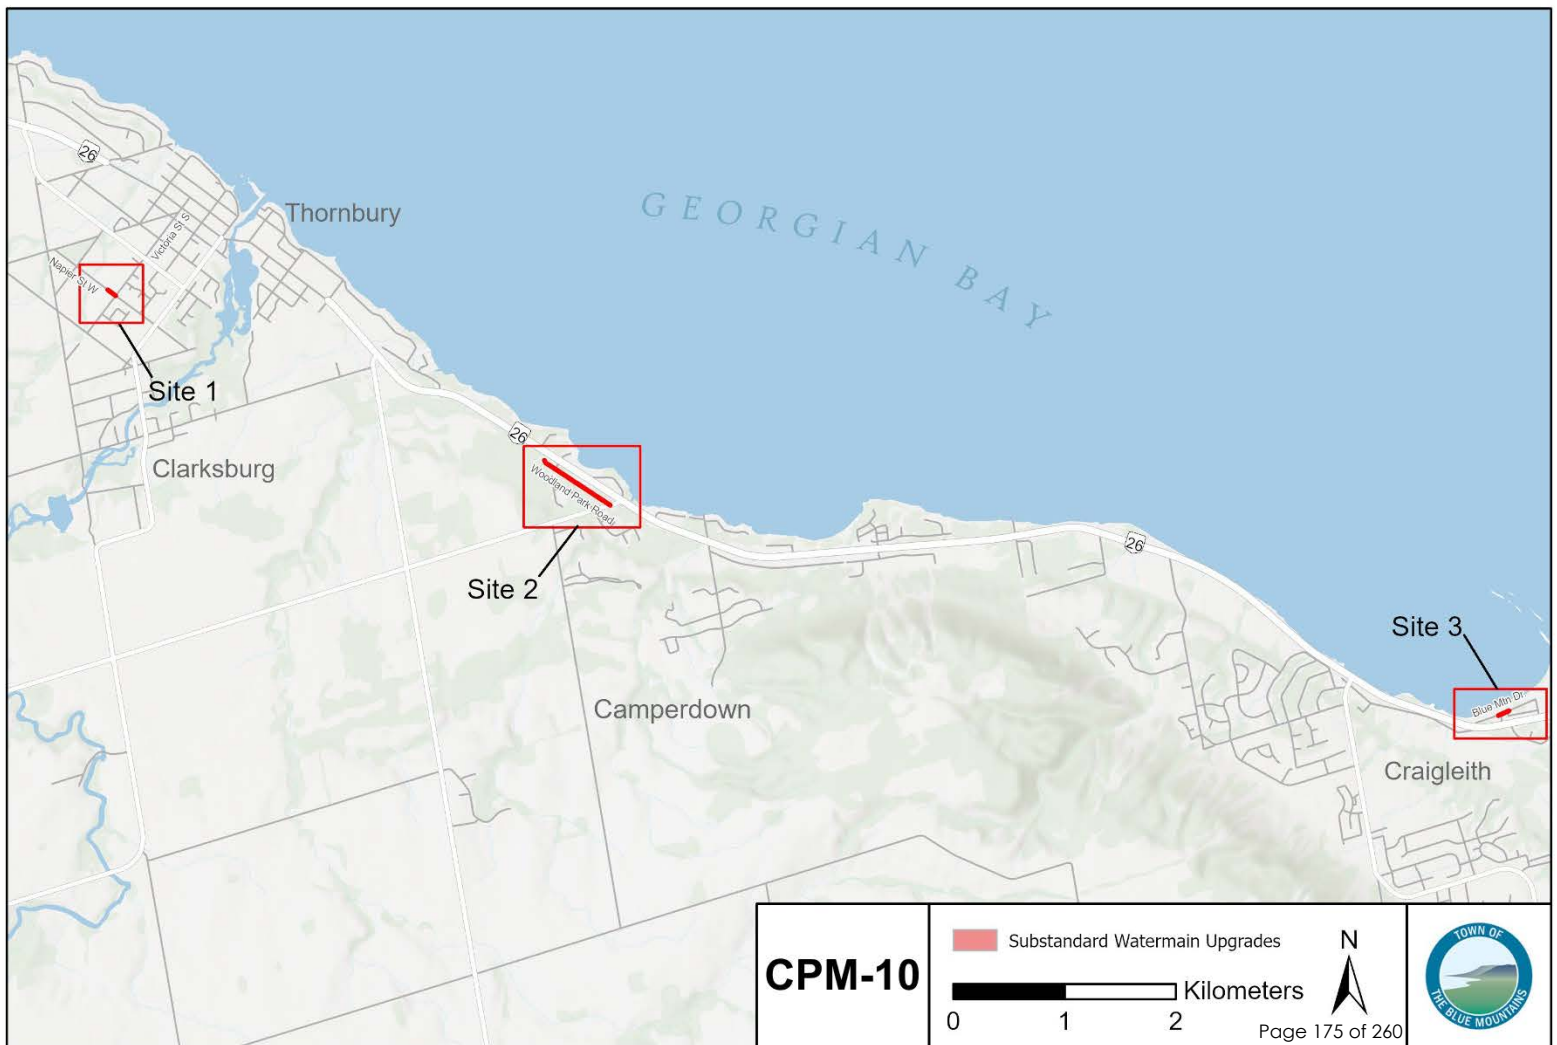 26
Thornbury
GEORGIAN BAY
Victoria St S
Napier St W
Site 1
26
Clarksburg
Woodland Park Road
Site 2
26
Site 3
Blue Mtn Dr
Camperdown
Craigleith
CPM-10
Substandard Watermain Upgrades
N
Kilometers
0 1 2
Page 175 of 260
TOWN OF
THE BLUE MOUNTAINS